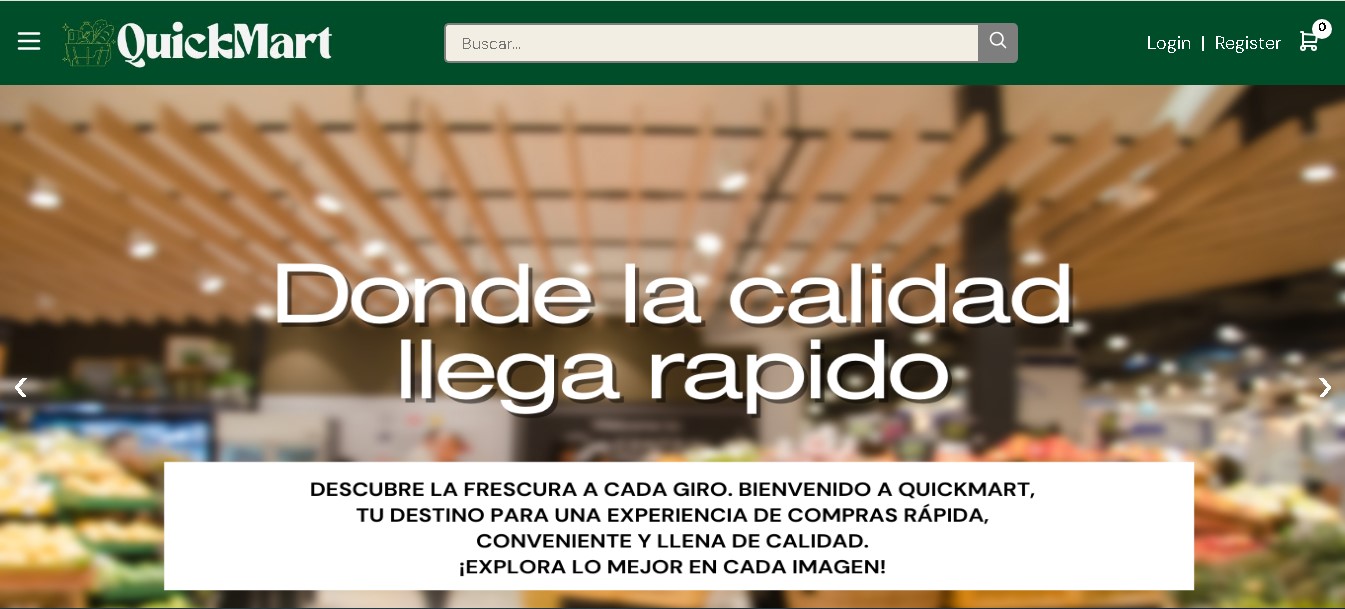 QuickMart
Buscar...
Login | Register
0
Donde la calidad
llega rapido
DESCUBRE LA FRESCURA A CADA GIRO. BIENVENIDO A QUICKMART,
TU DESTINO PARA UNA EXPERIENCIA DE COMPRAS RÁPIDA,
CONVENIENTE Y LLENA DE CALIDAD.
¡EXPLORA LO MEJOR EN CADA IMAGEN!